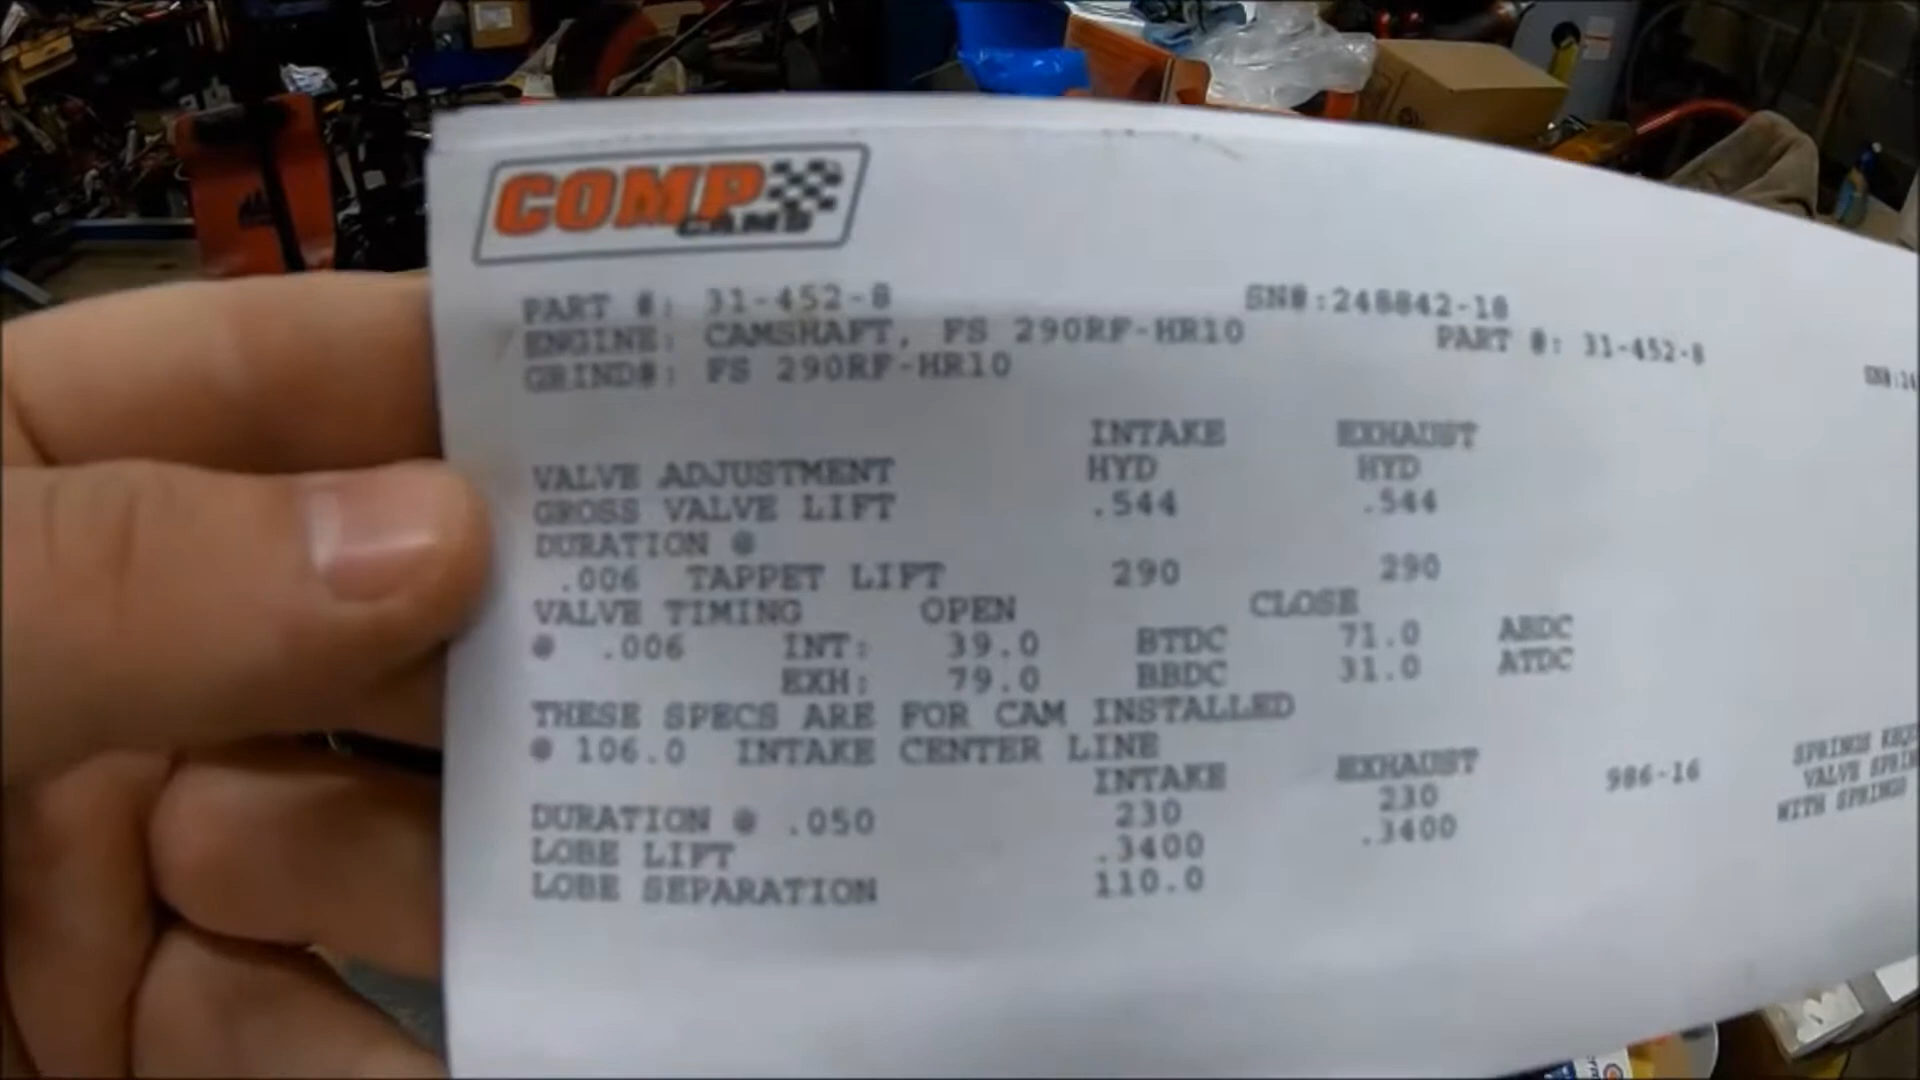 COMP
CAMS
PART #: 31-452-8 SN#:248842-18
ENGINE: CAMSHAFT, FS 290RF-HR10 PART #: 31-452-8
GRIND#: FS 290RF-HR10
INTAKE EXHAUST
VALVE ADJUSTMENT HYD HYD
GROSS VALVE LIFT .544 .544
DURATION @
.006 TAPPET LIFT 290 290
VALVE TIMING OPEN CLOSE
@ .006 INT: 39.0 BTDC 71.0 ABDC
EXH: 79.0 BBDC 31.0 ATDC
THESE SPECS ARE FOR CAM INSTALLED
@ 106.0 INTAKE CENTER LINE
INTAKE EXHAUST
DURATION @ .050 230 230
LOBE LIFT .3400 .3400
LOBE SEPARATION 110.0
986-16
SPRINGS
VALVE
WITH SPRINGS